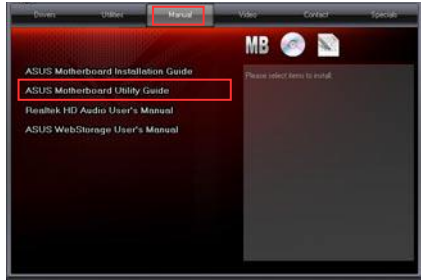 Drivers Utilities Manual Video Contact Specials
MB
ASUS Motherboard Installation Guide
Please select items to install.
ASUS Motherboard Utility Guide
Realtek HD Audio User's Manual
ASUS WebStorage User's Manual